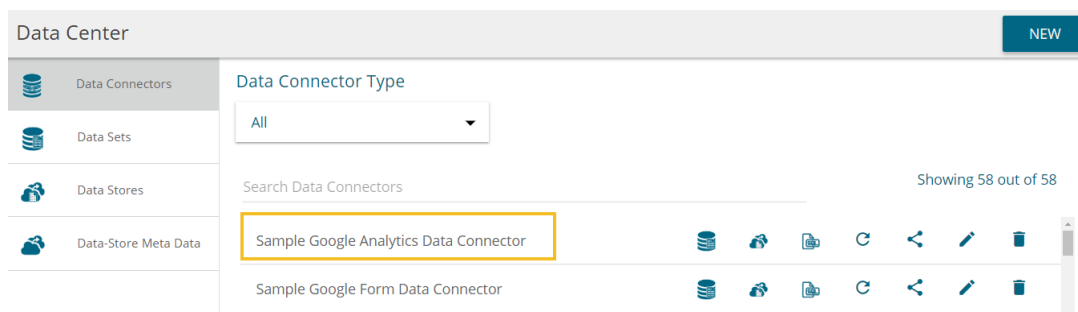 Data Center
NEW
Data Connectors
Data Sets
Data Stores
Data-Store Meta Data
Data Connector Type
All
Search Data Connectors
Showing 58 out of 58
Sample Google Analytics Data Connector
Sample Google Form Data Connector